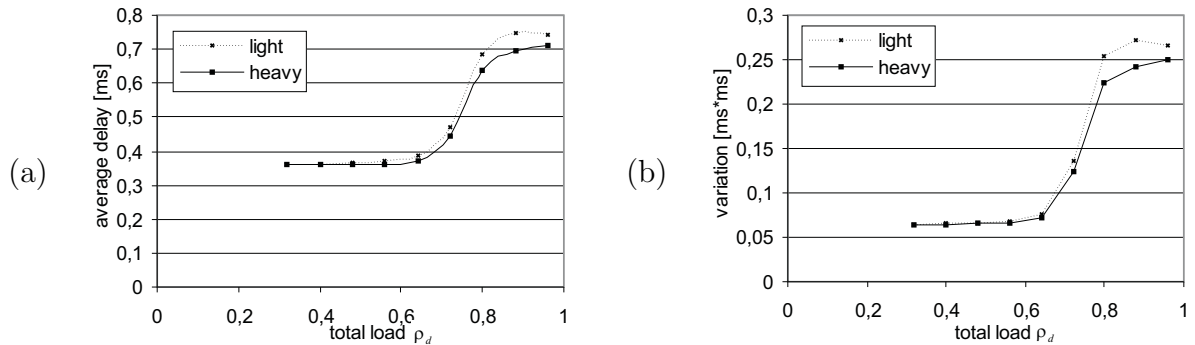 (a)
average delay [ms]
0,8
0,7
0,6
0,5
0,4
0,3
0,2
0,1
0
light
heavy
0 0,2 0,4 0,6 0,8 1
total load ρd
(b)
variation [ms*ms]
0,3
0,25
0,2
0,15
0,1
0,05
0
light
heavy
0 0,2 0,4 0,6 0,8 1
total load ρd